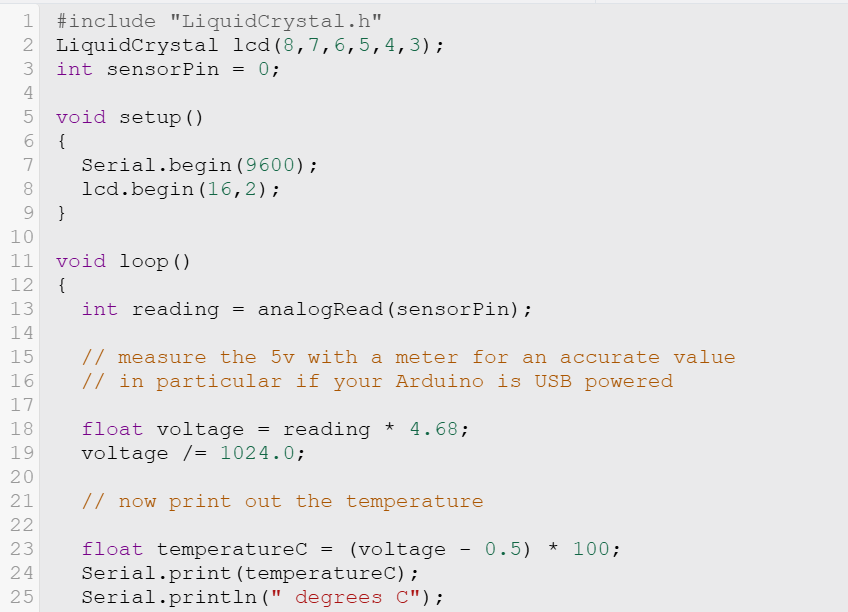 1 #include "LiquidCrystal.h"
2 LiquidCrystal lcd(8,7,6,5,4,3);
3 int sensorPin = 0;
4
5 void setup()
6 {
7   Serial.begin(9600);
8   lcd.begin(16,2);
9 }
10
11 void loop()
12 {
13   int reading = analogRead(sensorPin);
14
15   // measure the 5v with a meter for an accurate value
16   // in particular if your Arduino is USB powered
17
18   float voltage = reading * 4.68;
19   voltage /= 1024.0;
20
21   // now print out the temperature
22
23   float temperatureC = (voltage - 0.5) * 100;
24   Serial.print(temperatureC);
25   Serial.println(" degrees C");